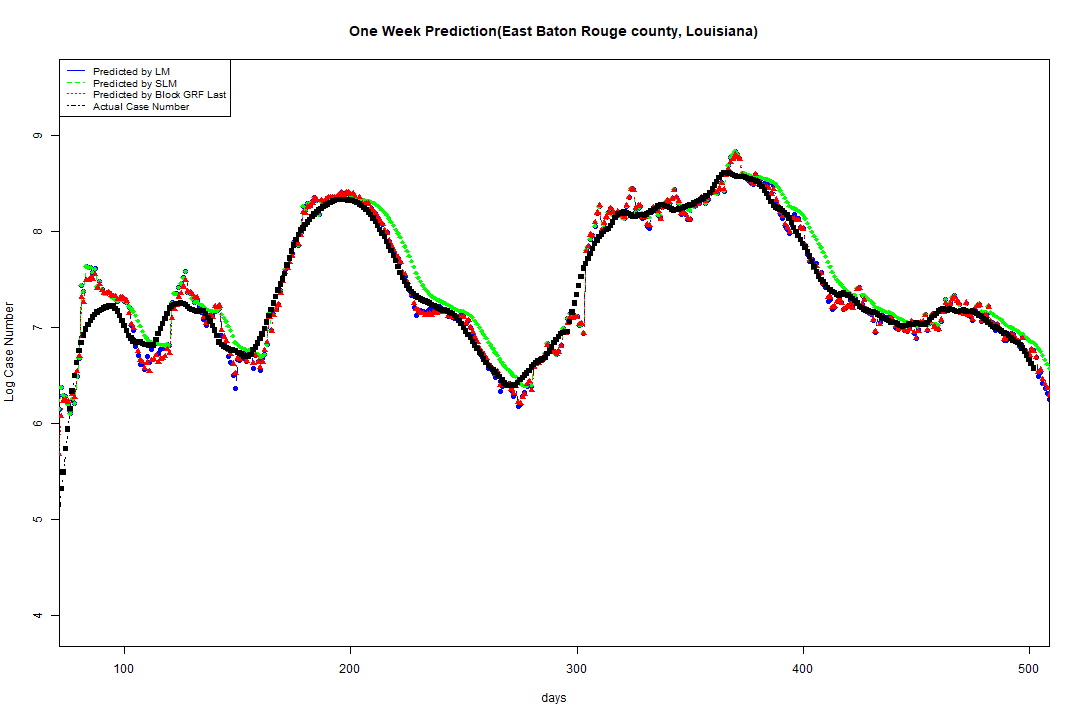 One Week Prediction(East Baton Rouge county, Louisiana)
Predicted by LM
Predicted by SLM
Predicted by Block GRF Last
Actual Case Number
9
8
7
6
5
4
Log Case Number
100 200 300 400 500
days